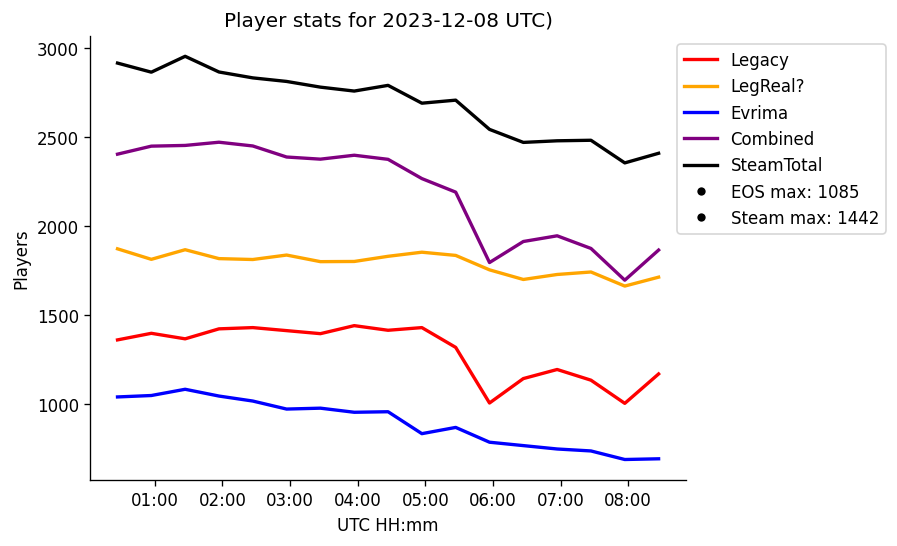 Player stats for 2023-12-08 UTC)
3000
2500
2000
1500
1000
Players
01:00 02:00 03:00 04:00 05:00 06:00 07:00 08:00
UTC HH:mm
Legacy
LegReal?
Evrima
Combined
SteamTotal
EOS max: 1085
Steam max: 1442